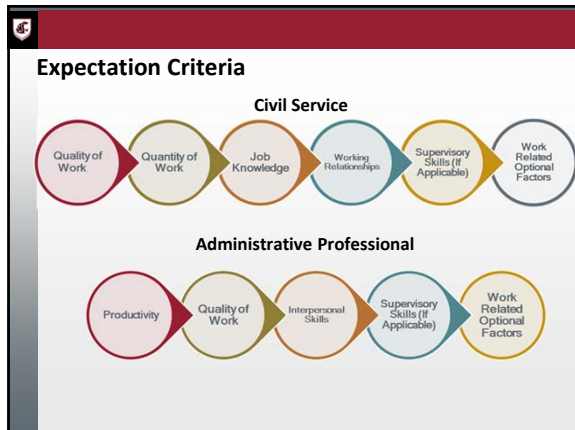 Expectation Criteria
Civil Service
Quality of
Work
Quantity of
Work
Job
Knowledge
Working
Relationships
Supervisory
Skills (If
Applicable)
Work
Related
Optional
Factors
Administrative Professional
Productivity
Quality of
Work
Interpersonal
Skills
Supervisory
Skills (If
Applicable)
Work
Related
Optional
Factors